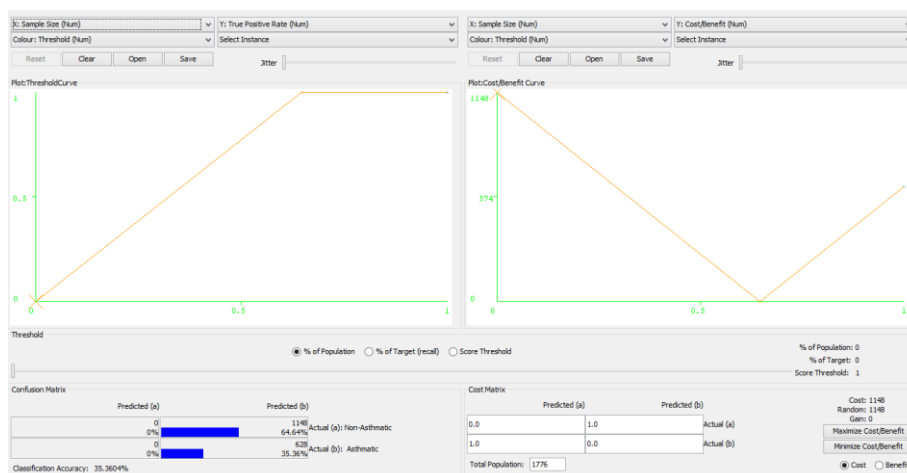 X: Sample Size (Num) Y: True Positive Rate (Num) X: Sample Size (Num) Y: Cost/Benefit (Num)
Colour: Threshold (Num) Select Instance Colour: Threshold (Num) Select Instance
Reset Clear Open Save Jitter Reset Clear Open Save Jitter
Plot:ThresholdCurve Plot:Cost/Benefit Curve
1 1148
0.5 574
0 0
0 0.5 1 0 0.5 1
Threshold
% of Population % of Target (recall) Score Threshold
% of Population: 0
% of Target: 0
Score Threshold: 1
Confusion Matrix Cost Matrix
Predicted (a) Predicted (b) Predicted (a) Predicted (b) Cost: 1148
Random: 1148
Gain: 0
0 1148 Actual (a): Non-Asthmatic 0.0 1.0 Actual (a)
0% 64.64% Maximize Cost/Benefit
0 628 Actual (b): Asthmatic 1.0 0.0 Actual (b)
0% 35.36% Minimize Cost/Benefit
Classification Accuracy: 35.3604% Total Population: 1776 Cost Benefit